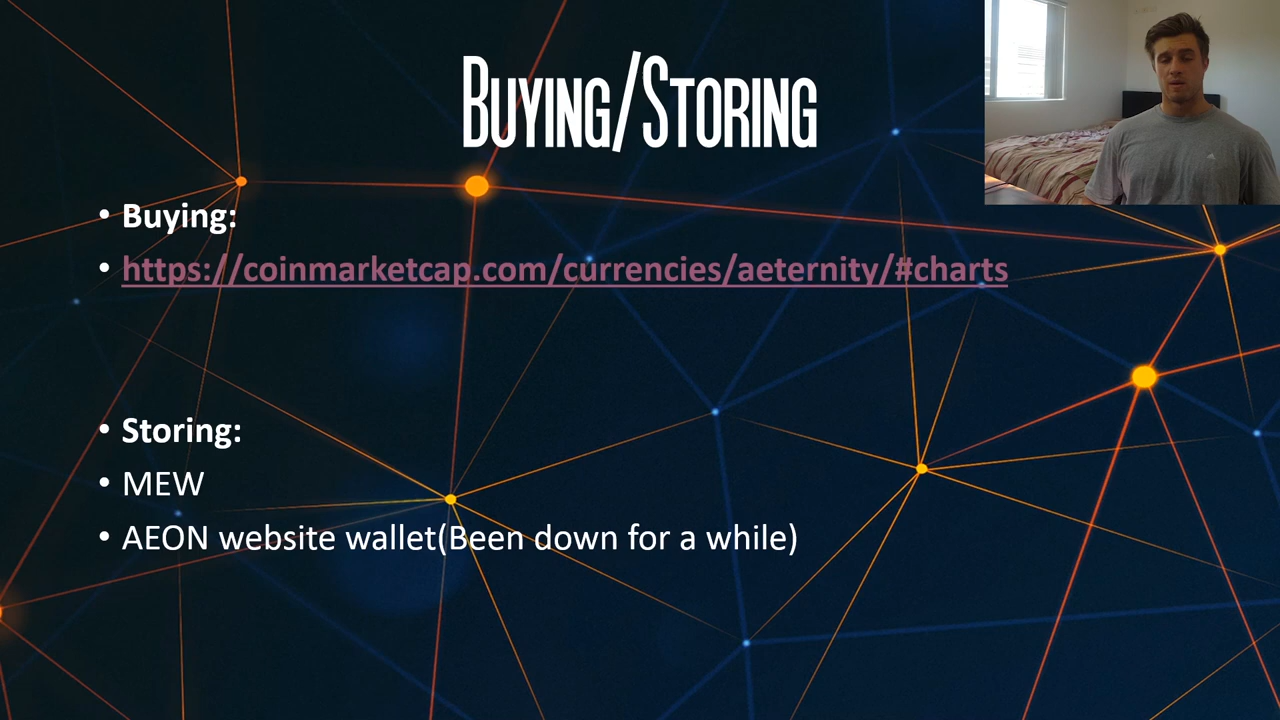 BUYING/STORING
• Buying:
• https://coinmarketcap.com/currencies/aeternity/#charts
• Storing:
• MEW
• AEON website wallet(Been down for a while)